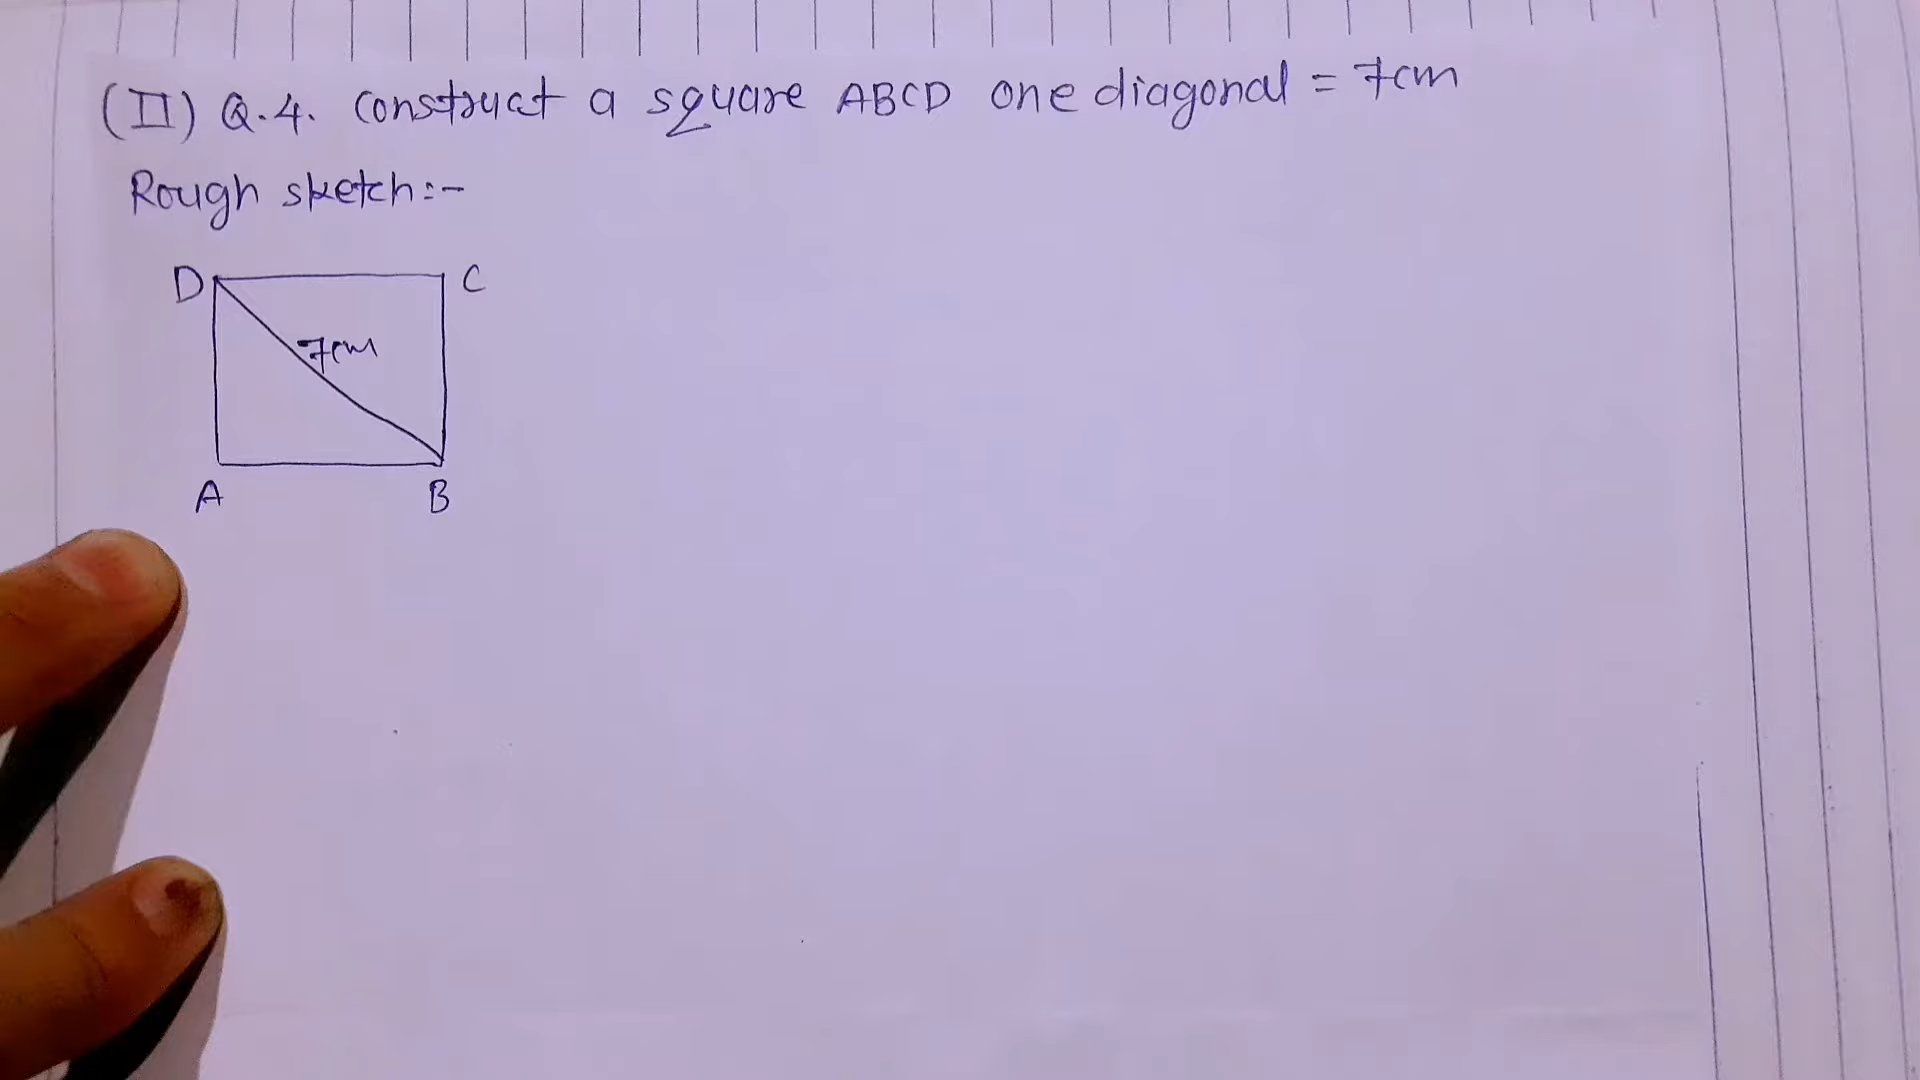 (II) Q.4. Construct a square ABCD one diagonal = 7cm
Rough sketch:-
D C
7cm
A B